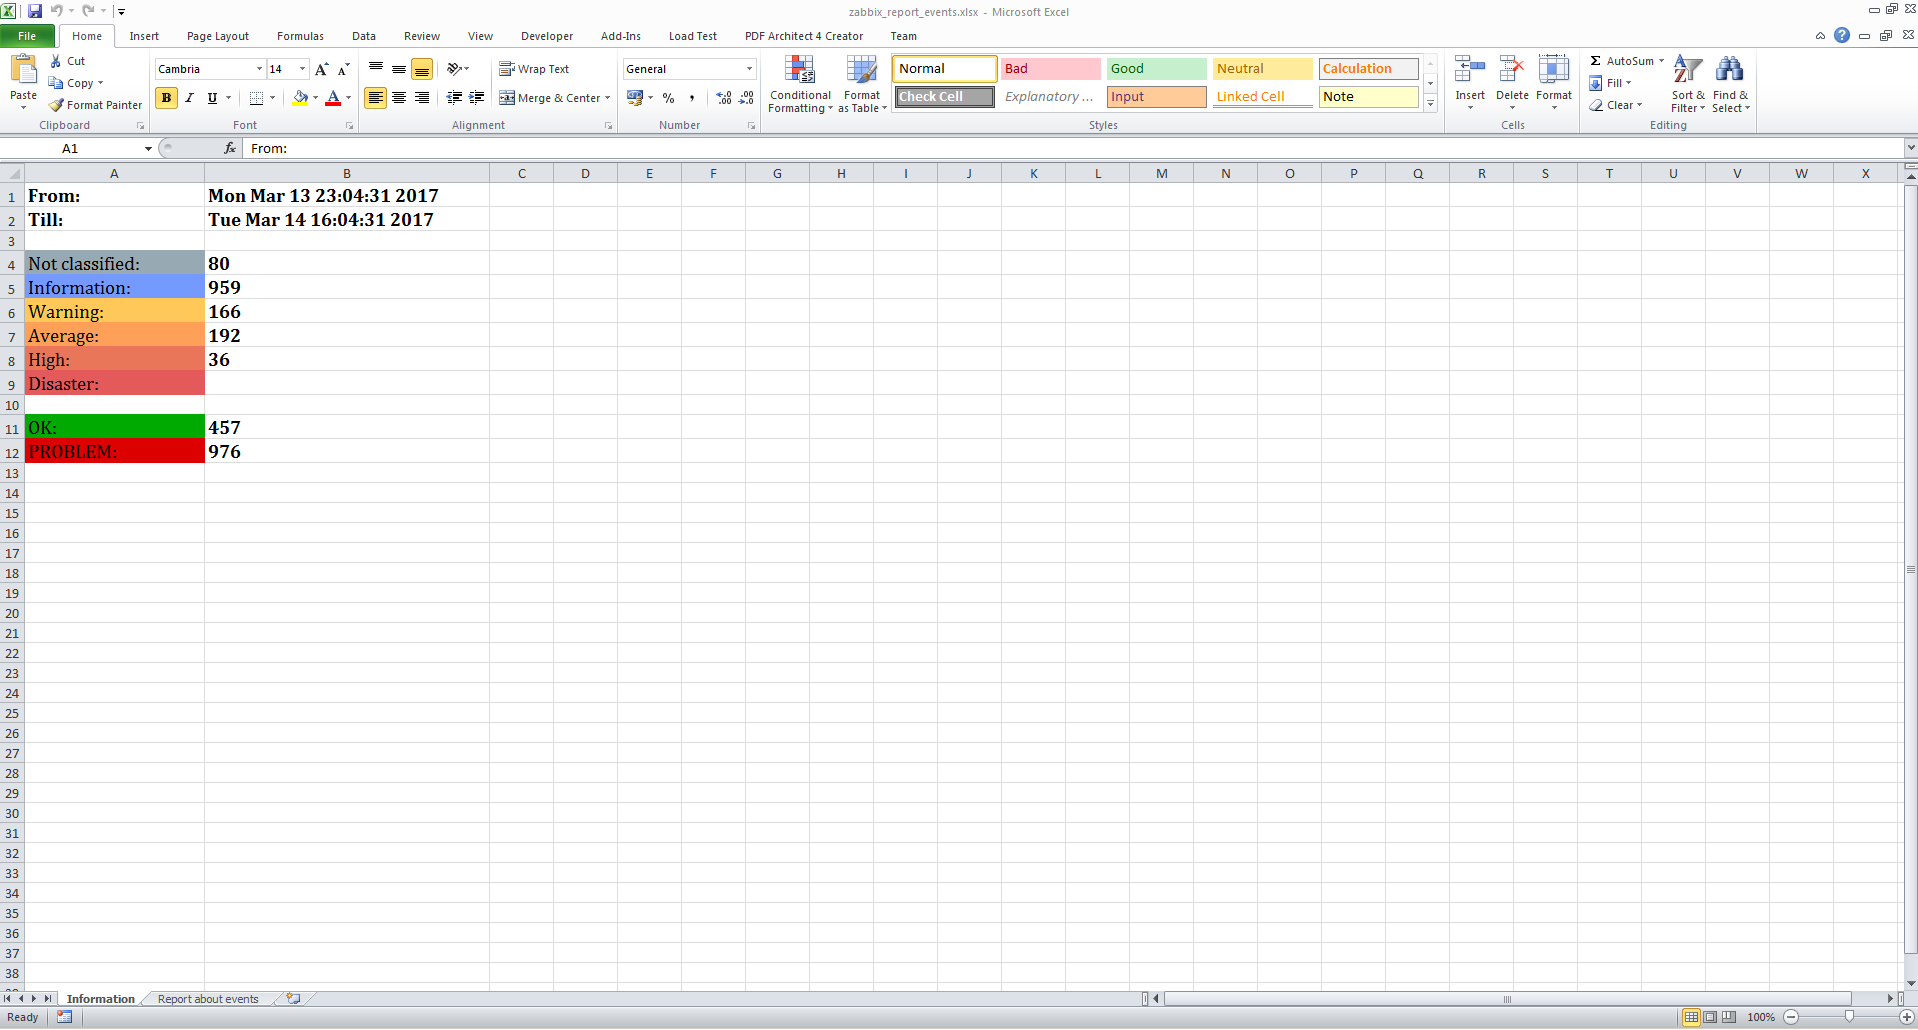 zabbix_report_events.xlsx - Microsoft Excel
File Home Insert Page Layout Formulas Data Review View Developer Add-Ins Load Test PDF Architect 4 Creator Team
Paste
Cut
Copy
Format Painter
Clipboard
Cambria 14
B I U
Font
Wrap Text
Merge & Center
Alignment
General
Number
Conditional Formatting
Format as Table
Normal Bad Good Neutral Calculation
Check Cell Explanatory ... Input Linked Cell Note
Styles
Insert Delete Format
Cells
Σ AutoSum
Fill
Clear
Sort & Filter
Find & Select
Editing
A1 fx From:
A B C D E F G H I J K L M N O P Q R S T U V W X
1 From: Mon Mar 13 23:04:31 2017
2 Till: Tue Mar 14 16:04:31 2017
3
4 Not classified: 80
5 Information: 959
6 Warning: 166
7 Average: 192
8 High: 36
9 Disaster:
10
11 OK: 457
12 PROBLEM: 976
13
14
15
16
17
18
19
20
21
22
23
24
25
26
27
28
29
30
31
32
33
34
35
36
37
38
Information Report about events
Ready 100%